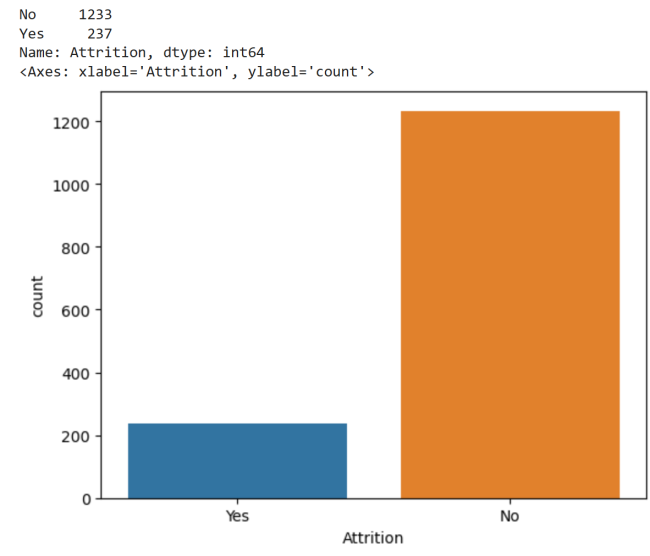 No 1233
Yes 237
Name: Attrition, dtype: int64
<Axes: xlabel='Attrition', ylabel='count'>
1200
1000
800
600
400
200
0
count
Yes No
Attrition